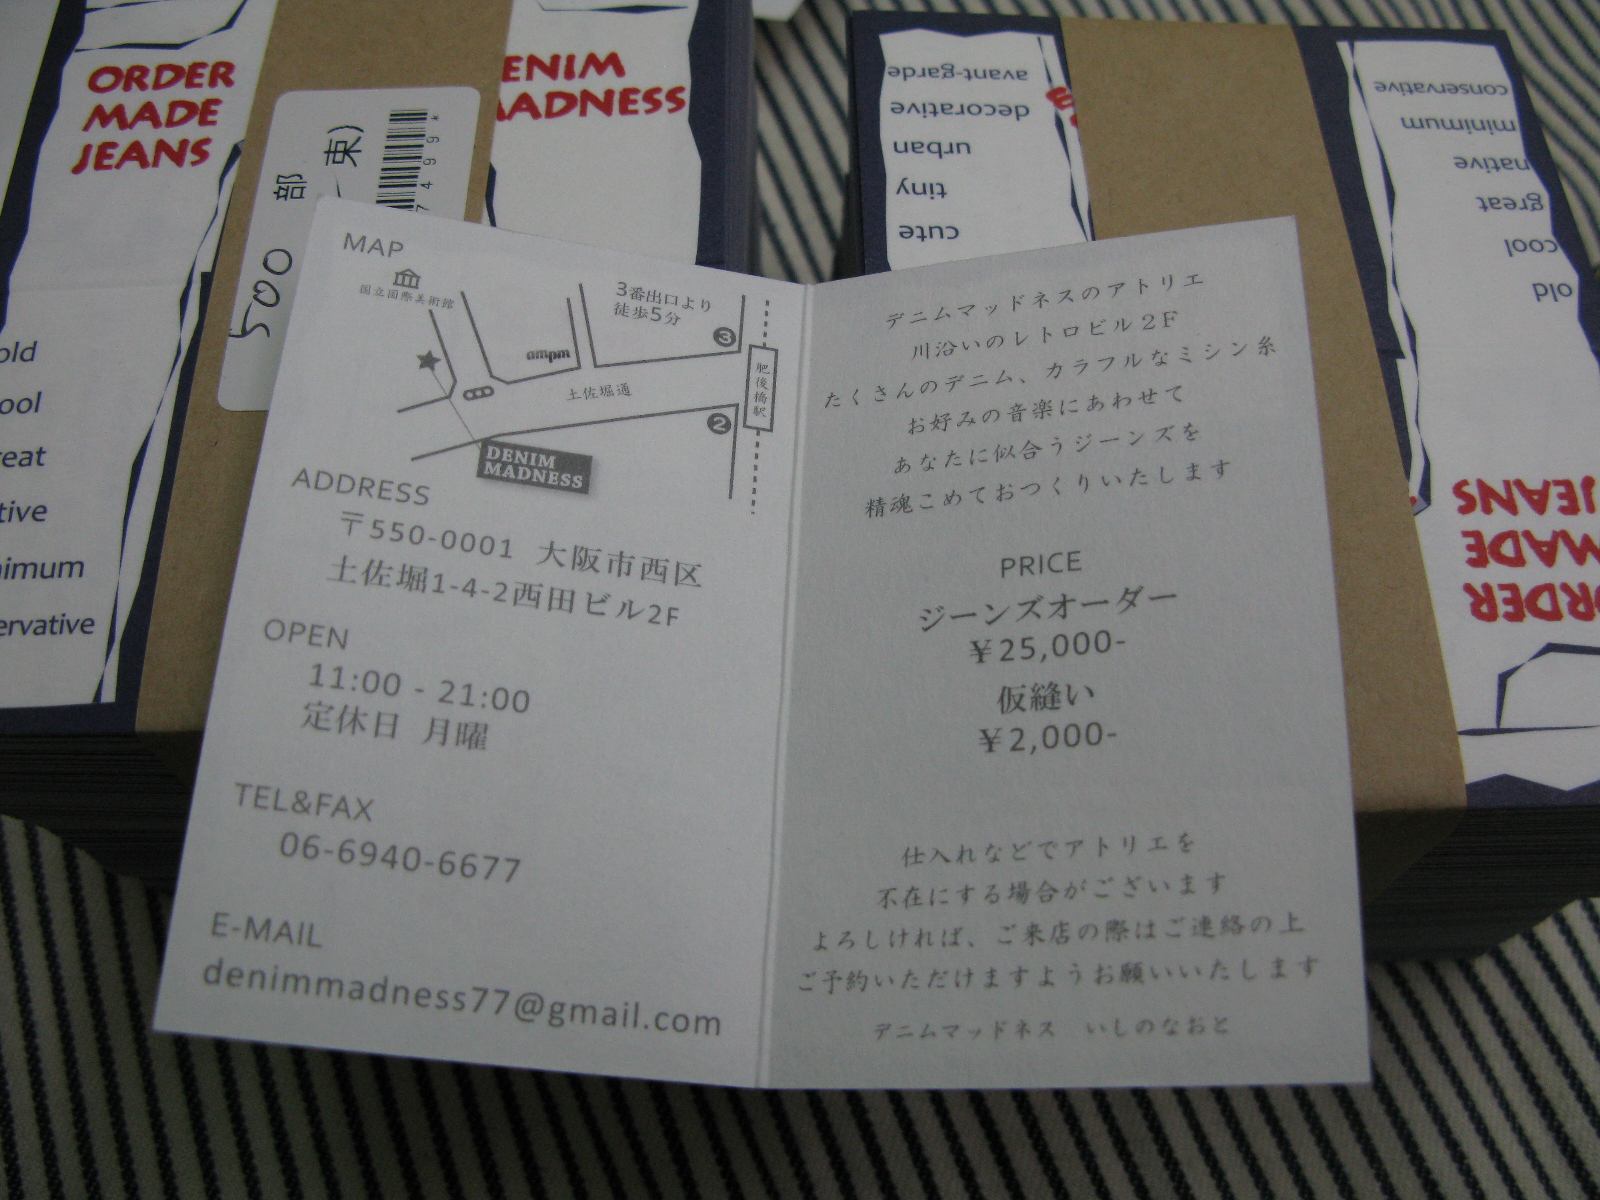 ORDER
MADE
JEANS
DENIM
MADNESS
500 部
束)
7499*
avant-garde
decorative
urban
tiny
cute
conservative
minimum
native
great
cool
old
ORDER
MADE
JEANS
old
cool
great
native
minimum
conservative
MAP
国立国際美術館
3番出口より
徒歩5分
3
ampm
土佐堀通
肥後橋駅
2
DENIM
MADNESS
ADDRESS
〒550-0001 大阪市西区
土佐堀1-4-2西田ビル2F
OPEN
11:00 - 21:00
定休日 月曜
TEL&FAX
06-6940-6677
E-MAIL
denimmadness77@gmail.com
デニムマッドネスのアトリエ
川沿いのレトロビル2F
たくさんのデニム、カラフルなミシン糸
お好みの音楽にあわせて
あなたに似合うジーンズを
精魂こめておつくりいたします
PRICE
ジーンズオーダー
¥25,000-
仮縫い
¥2,000-
仕入れなどでアトリエを
不在にする場合がございます
よろしければ、ご来店の際はご連絡の上
ご予約いただけますようお願いいたします
デニムマッドネス いしのなおと